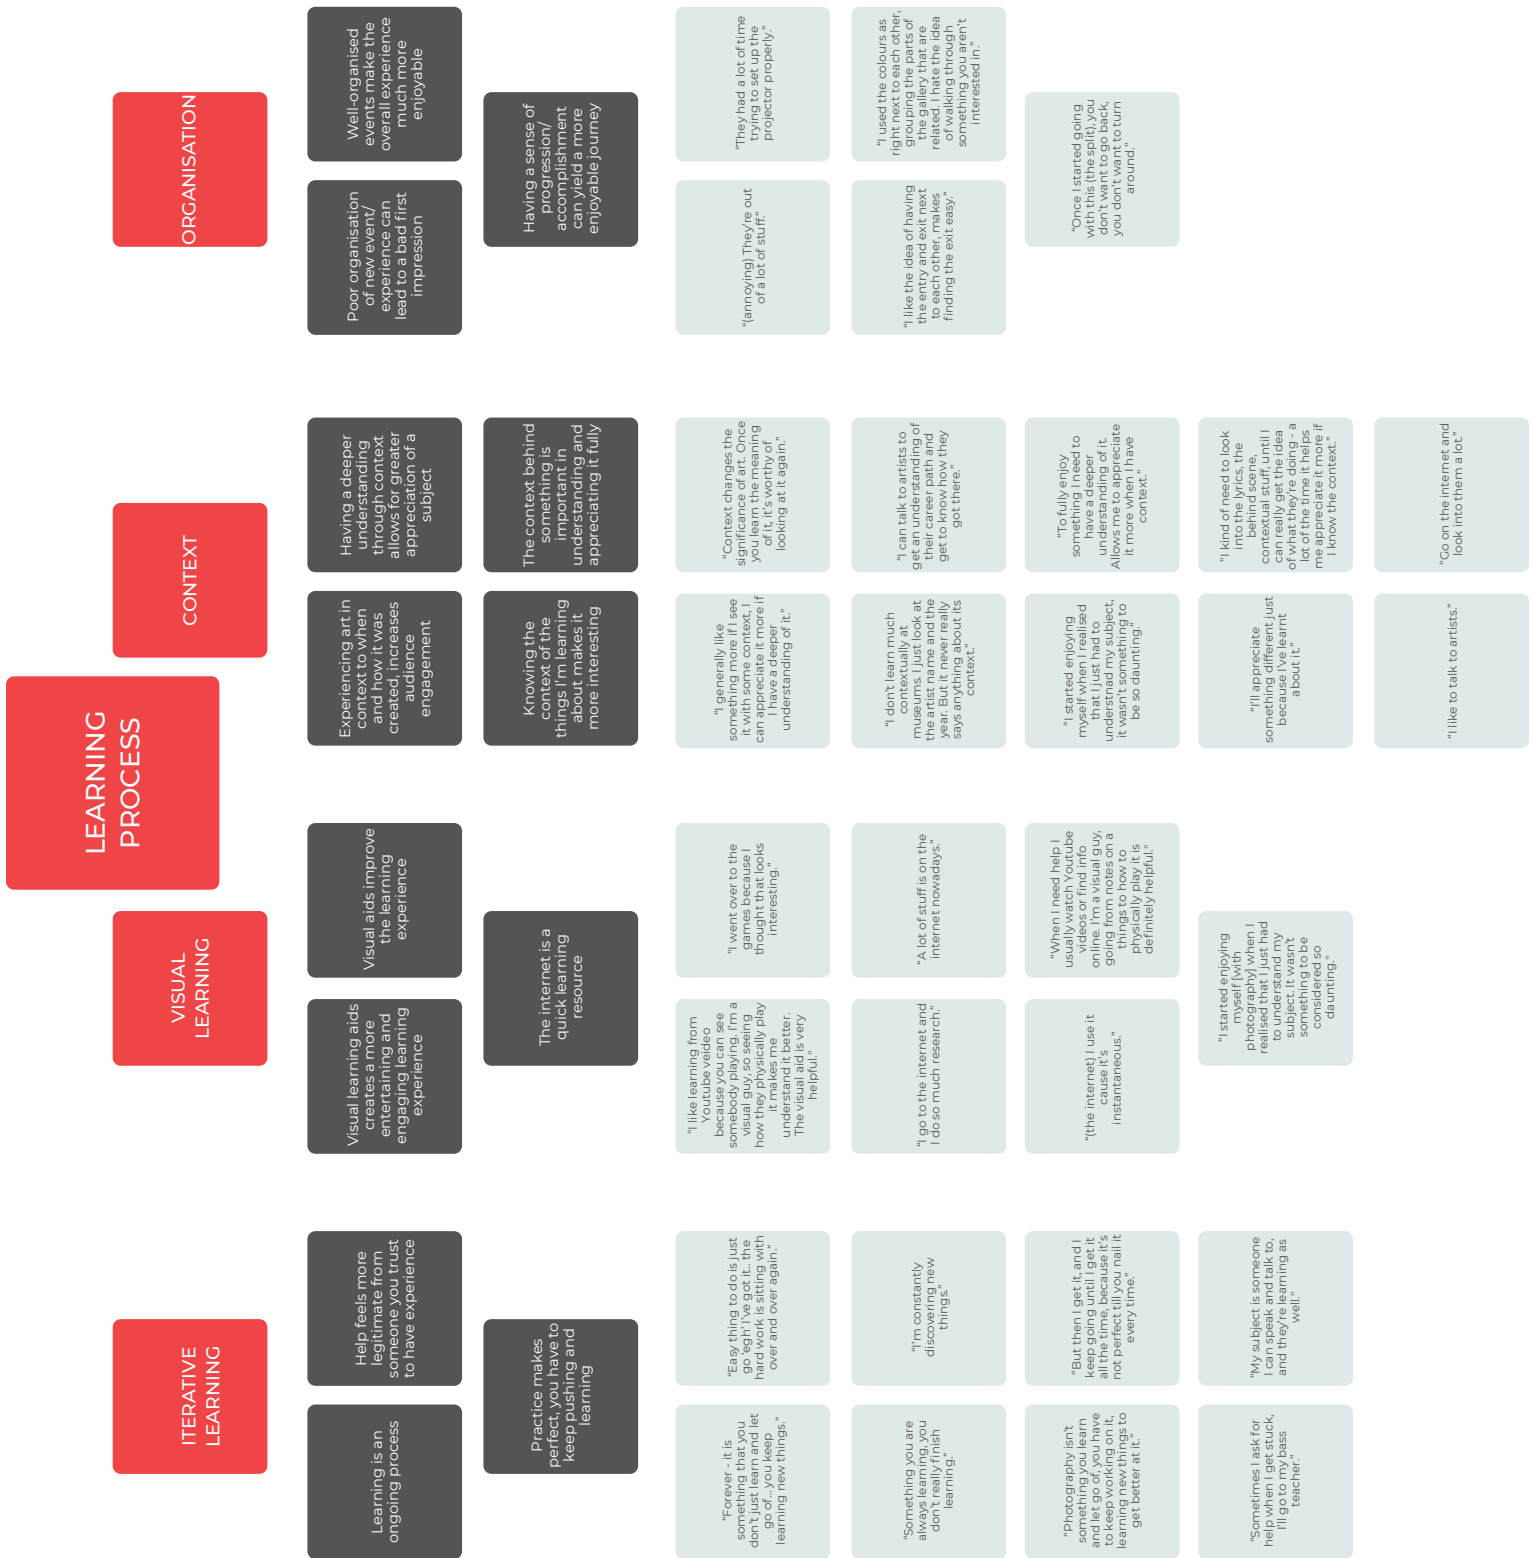 LEARNING
PROCESS
ITERATIVE
LEARNING
VISUAL
LEARNING
CONTEXT
ORGANISATION
Learning is an
ongoing process
Help feels more
legitimate from
someone you trust
to have experience
Practice makes
perfect, you have to
keep pushing and
learning
“Forever - it is
something that you
don't just learn and let
go of... you keep
learning new things.”
“Easy thing to do is just
go ‘egh’ I've got it.. the
hard work is sitting with
over and over again.”
“Something you are
always learning, you
don't really finish
learning.”
“I'm constantly
discovering new
things.”
“Photography isn't
something you learn
and let go of, you have
to keep working on it,
learning new things to
get better at it.”
“But then I get it, and I
keep going until I get it
all the time, because it's
not perfect till you nail it
every time.”
“Sometimes I ask for
help when I get stuck,
I'll go to my bass
teacher.”
“My subject is someone
I can speak and talk to,
and they're learning as
well.”
Visual learning aids
creates a more
entertaining and
engaging learning
experience
Visual aids improve
the learning
experience
The internet is a
quick learning
resource
“I like learning from
Youtube veideo
because you can see
somebody playing. I'm a
visual guy, so seeing
how they physically play
it makes me
understand it better.
The visual aid is very
helpful.”
“I went over to the
games because I
thought that looks
interesting.”
“I go to the internet and
I do so much research.”
“A lot of stuff is on the
internet nowadays.”
“(the internet) I use it
cause it's
instantaneous.”
“When I need help I
usually watch Youtube
videos or find info
online. I'm a visual guy,
going from notes on a
things to how to
physically play it is
definitely helpful.”
“I started enjoying
myself [with
photography] when I
realised that I just had
to understand my
subject. It wasn't
something to be
considered so
daunting.”
Experiencing art in
context to when
and how it was
created, increases
audience
engagement
Having a deeper
understanding
through context
allows for greater
appreciation of a
subject
Knowing the
context of the
things I'm learning
about makes it
more interesting
The context behind
something is
important in
understanding and
appreciating it fully
“I generally like
something more if I see
it with some context, I
can appreciate it more if
I have a deeper
understanding of it.”
“Context changes the
significance of art. Once
you learn the meaning
of it, it's worthy of
looking at it again.”
“I don't learn much
contextually at
museums. I just look at
the artist name and the
year. But it never really
says anything about its
context.”
“I can talk to artists to
get an understanding of
their career path and
get to know how they
got there.”
“I started enjoying
myself when I realised
that I just had to
understnad my subject,
it wasn't something to
be so daunting.”
“To fully enjoy
something I need to
have a deeper
understanding of it.
Allows me to appreciate
it more when I have
context.”
“I'll appreciate
something different just
because I've learnt
about it.”
“I kind of need to look
into the lyrics, the
behind scene,
contextual stuff, until I
can really get the idea
of what they're doing - a
lot of the time it helps
me appreciate it more if
I know the context.”
“I like to talk to artists.”
“Go on the internet and
look into them a lot.”
Poor organisation
of new event/
experience can
lead to a bad first
impression
Well-organised
events make the
overall experience
much more
enjoyable
Having a sense of
progression/
accomplishment
can yield a more
enjoyable journey
“(annoying) They're out
of a lot of stuff.”
“They had a lot of time
trying to set up the
projector properly.”
“I like the idea of having
the entry and exit next
to each other, makes
finding the exit easy.”
“I used the colours as
right next to each other,
grouping the parts of
the gallery that are
related. I hate the idea
of walking through
something you aren't
interested in.”
“Once I started going
with this (the split), you
don't want to go back,
you don't want to turn
around.”